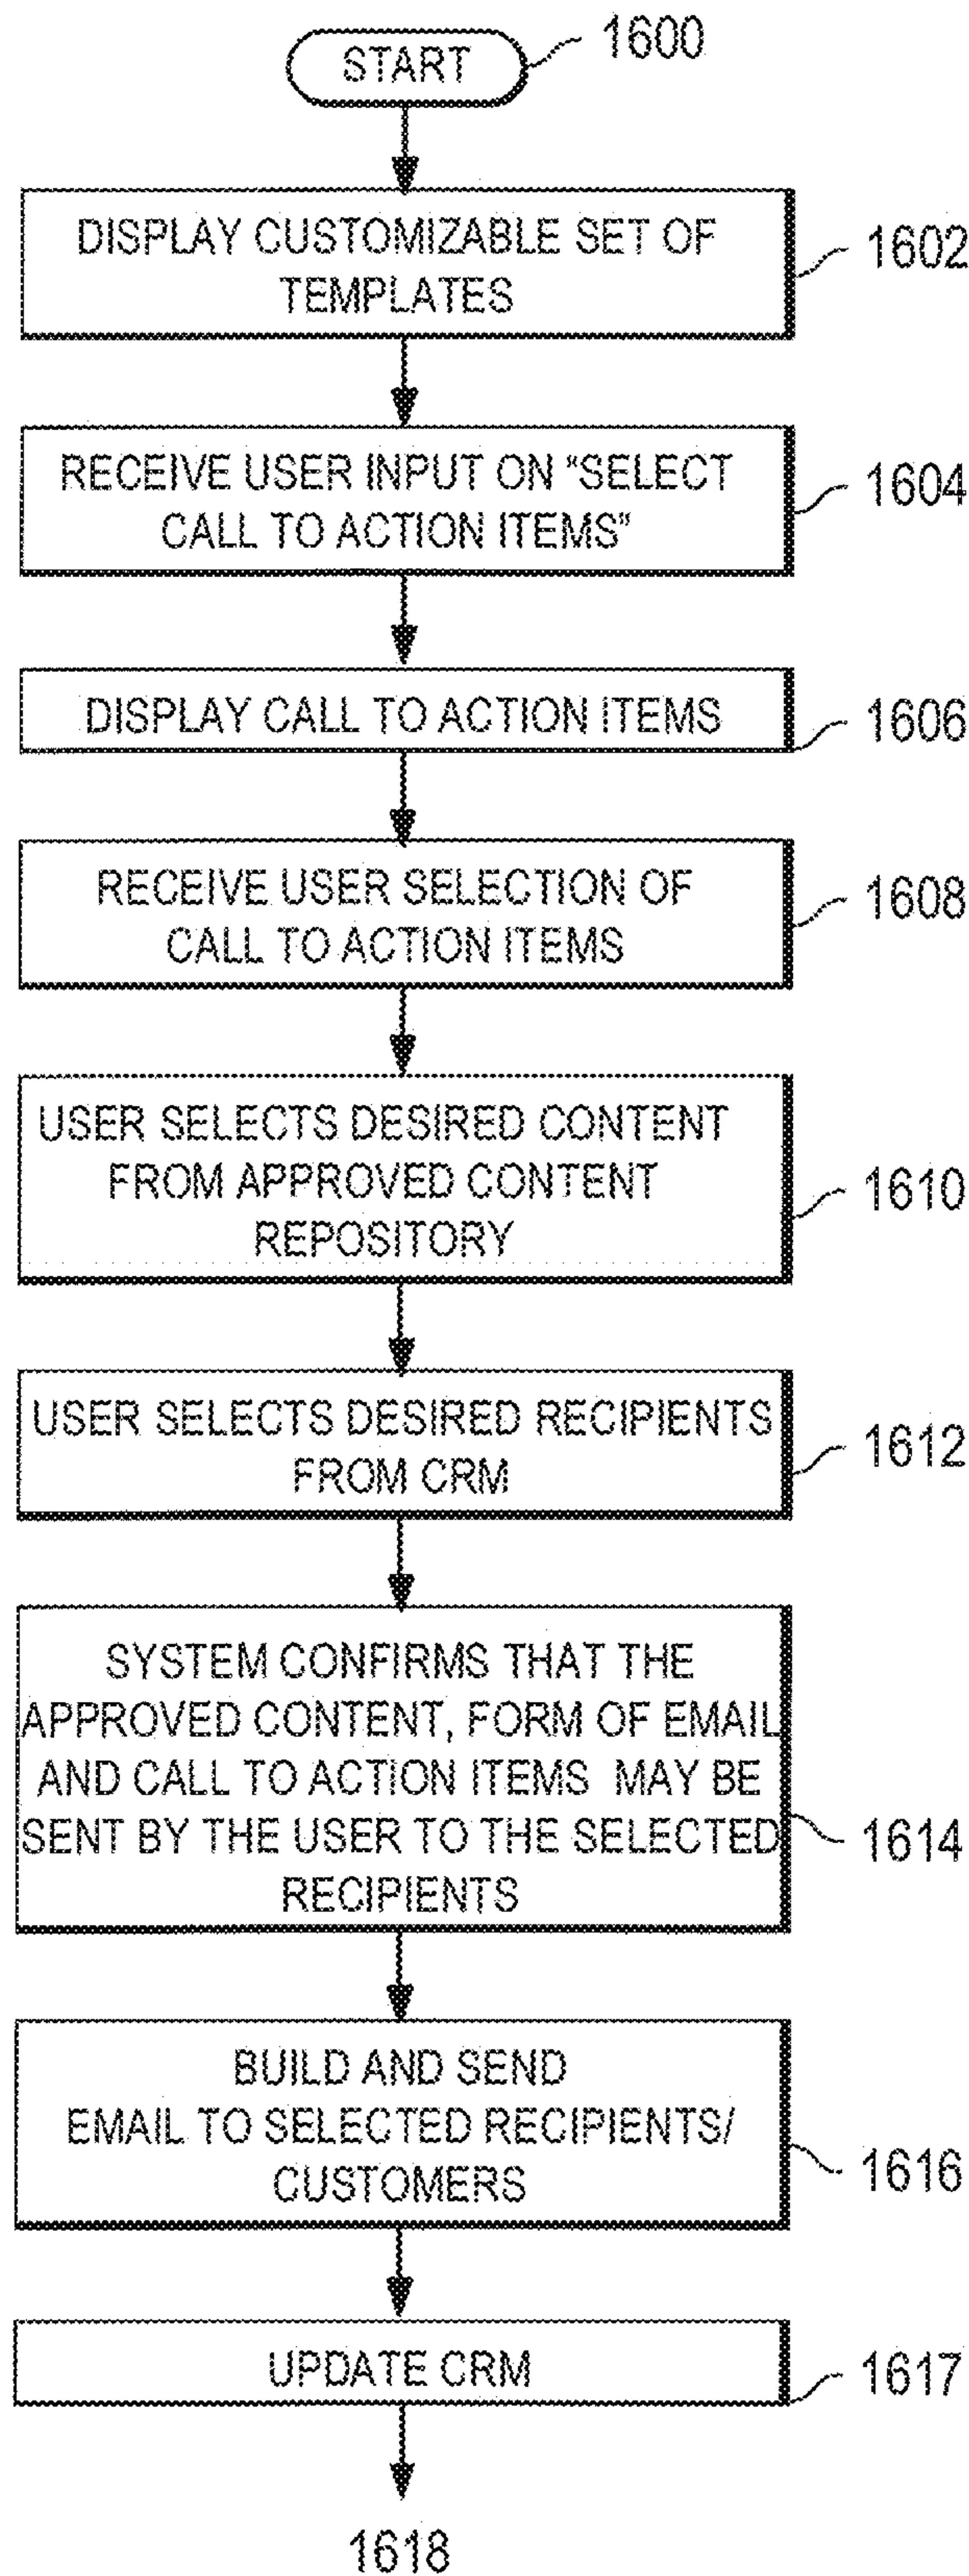 START
1600
DISPLAY CUSTOMIZABLE SET OF
TEMPLATES
1602
RECEIVE USER INPUT ON "SELECT
CALL TO ACTION ITEMS"
1604
DISPLAY CALL TO ACTION ITEMS
1606
RECEIVE USER SELECTION OF
CALL TO ACTION ITEMS
1608
USER SELECTS DESIRED CONTENT
FROM APPROVED CONTENT
REPOSITORY
1610
USER SELECTS DESIRED RECIPIENTS
FROM CRM
1612
SYSTEM CONFIRMS THAT THE
APPROVED CONTENT, FORM OF EMAIL
AND CALL TO ACTION ITEMS MAY BE
SENT BY THE USER TO THE SELECTED
RECIPIENTS
1614
BUILD AND SEND
EMAIL TO SELECTED RECIPIENTS/
CUSTOMERS
1616
UPDATE CRM
1617
1618